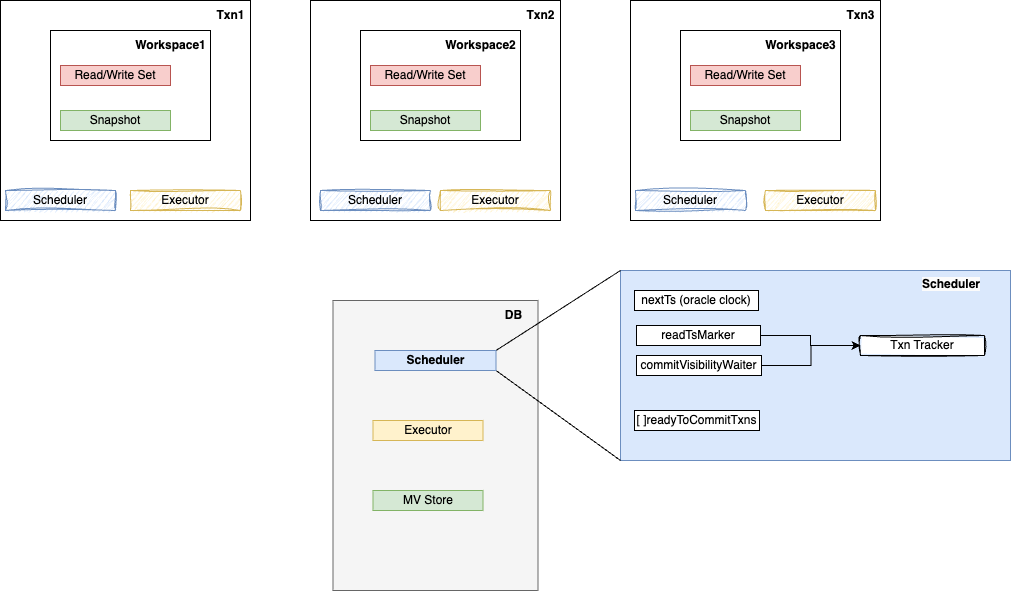 Txn1
Workspace1
Read/Write Set
Snapshot
Scheduler
Executor
Txn2
Workspace2
Read/Write Set
Snapshot
Scheduler
Executor
Txn3
Workspace3
Read/Write Set
Snapshot
Scheduler
Executor
DB
Scheduler
Executor
MV Store
Scheduler
nextTs (oracle clock)
readTsMarker
commitVisibilityWaiter
Txn Tracker
[ ]readyToCommitTxns